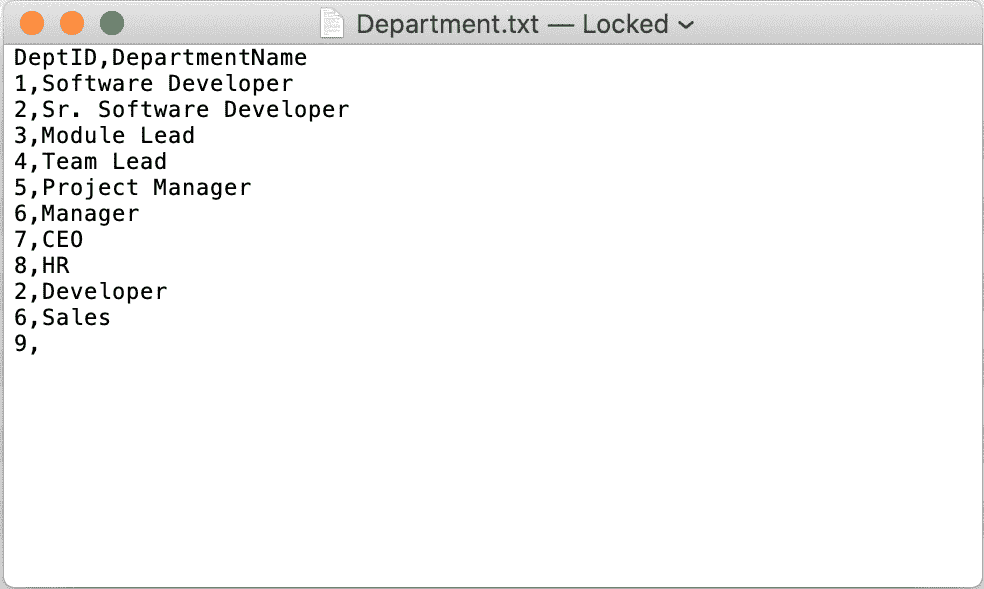 Department.txt — Locked
DeptID,DepartmentName
1,Software Developer
2,Sr. Software Developer
3,Module Lead
4,Team Lead
5,Project Manager
6,Manager
7,CEO
8,HR
2,Developer
6,Sales
9,